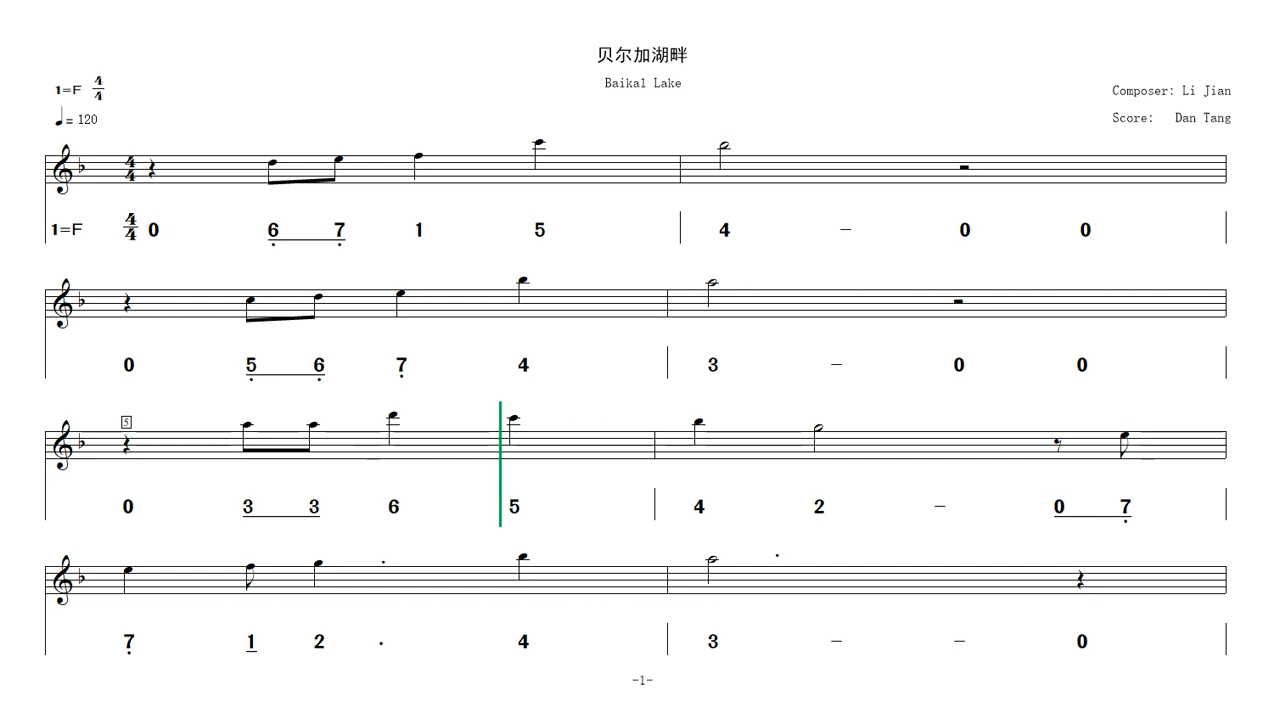 贝尔加湖畔
Baikal Lake
1=F 4/4
Composer: Li Jian
= 120
Score: Dan Tang
4/4
1=F 4/4 0 6 7 1 5 4 – 0 0
0 5 6 7 4 3 – 0 0
5
0 3 3 6 5 4 2 – 0 7
7 1 2 · 4 3 – – 0
-1-